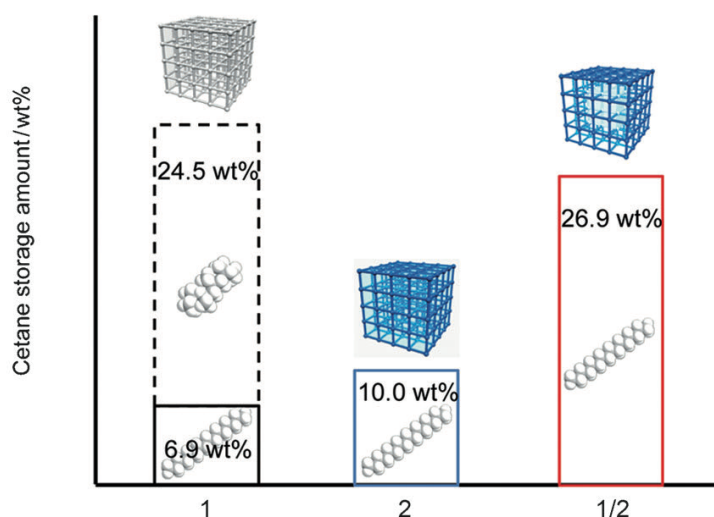 Cetane storage amount/wt%
24.5 wt%
6.9 wt%
10.0 wt%
26.9 wt%
1
2
1/2